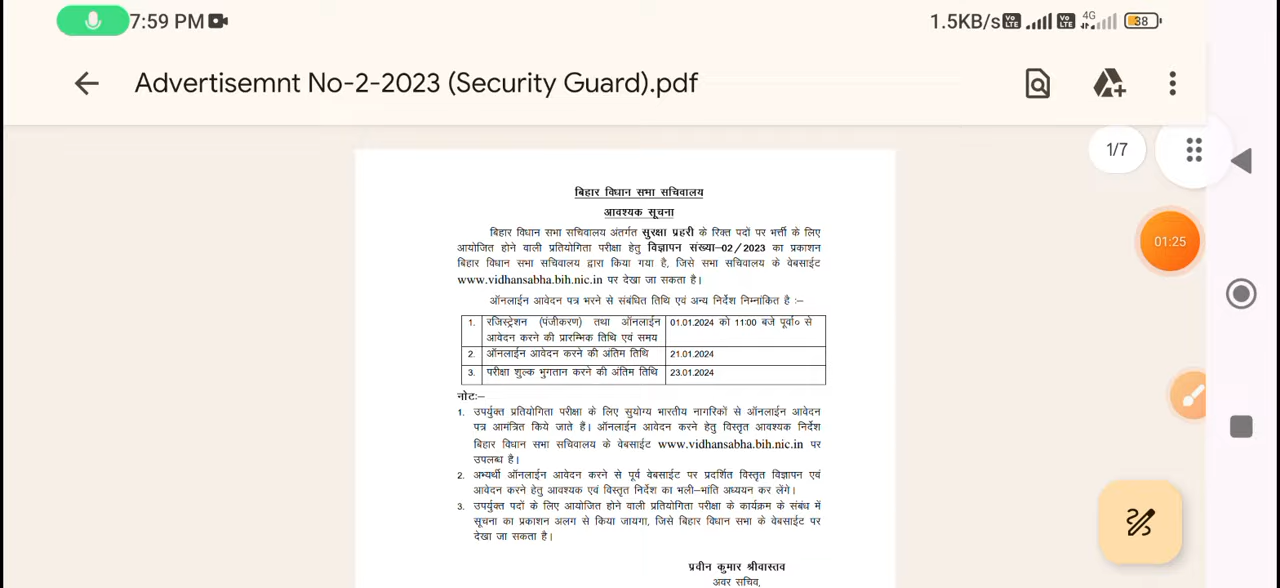 7:59 PM
1.5KB/s Vo LTE Vo LTE 4G 38
Advertisemnt No-2-2023 (Security Guard).pdf
1/7
01:25
बिहार विधान सभा सचिवालय
आवश्यक सूचना
बिहार विधान सभा सचिवालय अंतर्गत सुरक्षा प्रहरी के रिक्त पदों पर भर्ती के लिए
आयोजित होने वाली प्रतियोगिता परीक्षा हेतु विज्ञापन संख्या-02/2023 का प्रकाशन
बिहार विधान सभा सचिवालय द्वारा किया गया है, जिसे सभा सचिवालय के वेबसाईट
www.vidhansabha.bih.nic.in पर देखा जा सकता है।
ऑनलाईन आवेदन पत्र भरने से संबंधित तिथि एवं अन्य निर्देश निम्नांकित है :-
1. रजिस्ट्रेशन (पंजीकरण) तथा ऑनलाईन 01.01.2024 को 11:00 बजे पूर्वा० से
आवेदन करने की प्रारम्भिक तिथि एवं समय
2. ऑनलाईन आवेदन करने की अंतिम तिथि 21.01.2024
3. परीक्षा शुल्क भुगतान करने की अंतिम तिथि 23.01.2024
नोट:-
1. उपर्युक्त प्रतियोगिता परीक्षा के लिए सुयोग्य भारतीय नागरिकों से ऑनलाईन आवेदन
पत्र आमंत्रित किये जाते हैं। ऑनलाईन आवेदन करने हेतु विस्तृत आवश्यक निर्देश
बिहार विधान सभा सचिवालय के वेबसाईट www.vidhansabha.bih.nic.in पर
उपलब्ध है।
2. अभ्यर्थी ऑनलाईन आवेदन करने से पूर्व वेबसाईट पर प्रदर्शित विस्तृत विज्ञापन एवं
आवेदन करने हेतु आवश्यक एवं विस्तृत निर्देश का भली-भांति अध्ययन कर लेंगे।
3. उपर्युक्त पदों के लिए आयोजित होने वाली प्रतियोगिता परीक्षा के कार्यक्रम के संबंध में
सूचना का प्रकाशन अलग से किया जायगा, जिसे बिहार विधान सभा के वेबसाईट पर
देखा जा सकता है।
प्रवीन कुमार श्रीवास्तव
अवर सचिव,